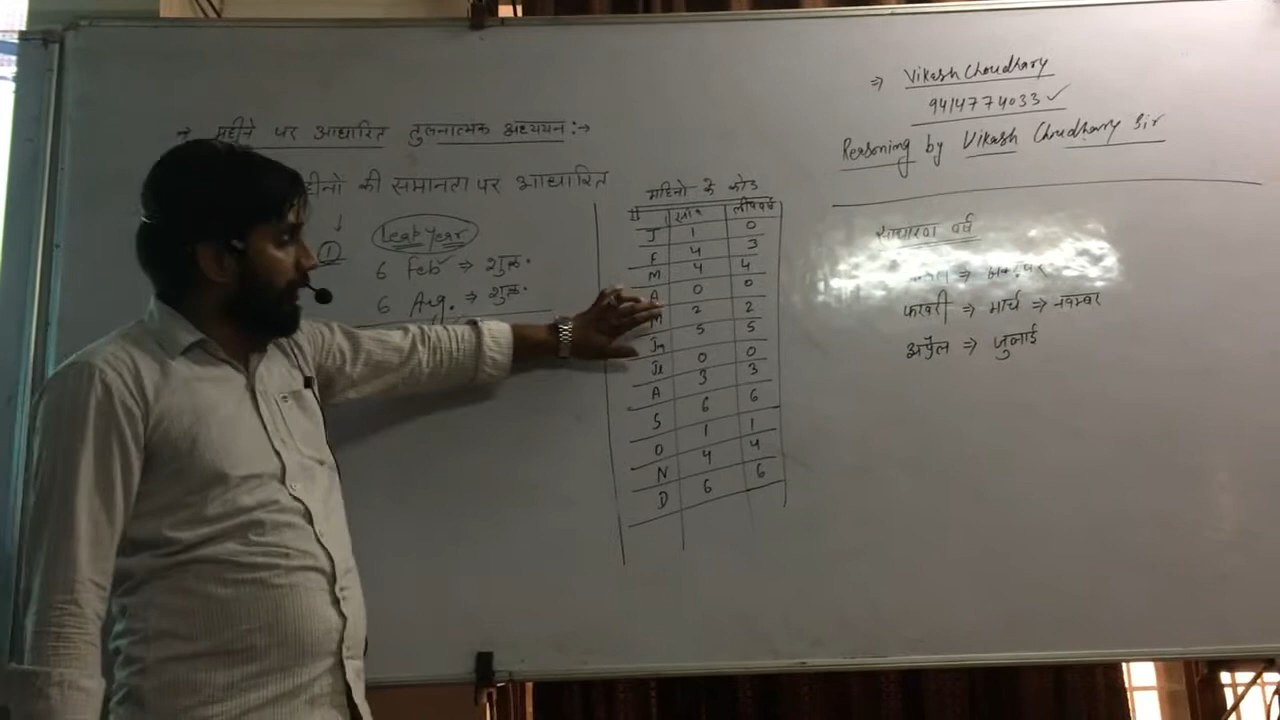 → महीने पर आधारित तुलनात्मक अध्ययन:→
हीनों की समानता पर आधारित
↓
① Leap Year
6 Feb → शुक्र.
6 Aug. → शुक्र.
महिनो के कोड
लीपवर्ष
J 1 0
F 4 3
M 4 4
A 0 0
M 2 2
Jn 5 5
Jl 0 0
A 3 3
S 6 6
O 1 1
N 4 4
D 6 6
⇒ Vikash Choudhary
9414774033 ✓
Reasoning by Vikash Choudhary Sir
साधारण वर्ष
⇒ अक्टूबर
फरवरी ⇒ मार्च ⇒ नवम्बर
अप्रैल ⇒ जुलाई